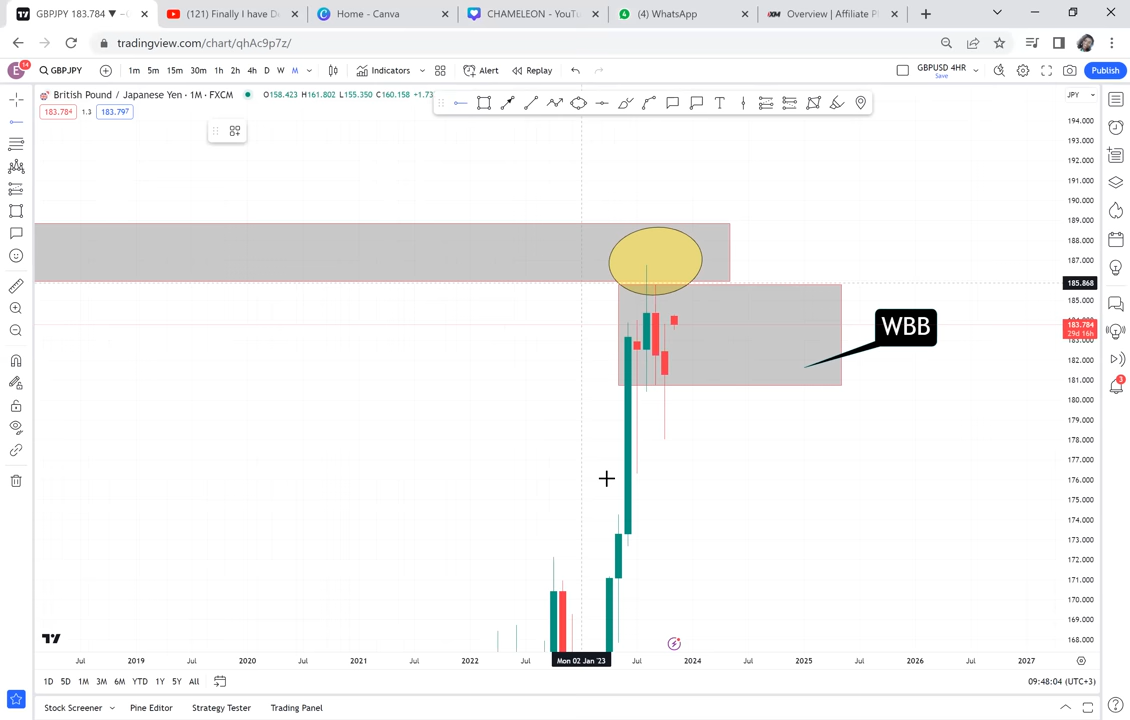 GBPJPY 183.784 ▼
(121) Finally I have D
Home - Canva
CHAMELEON - YouTu
(4) WhatsApp
Overview | Affiliate P
tradingview.com/chart/qhAc9p7z/
E 14 GBPJPY 1m 5m 15m 30m 1h 2h 4h D W M Indicators Alert Replay GBPUSD 4HR Save Publish
British Pound / Japanese Yen · 1M · FXCM O158.423 H161.802 L155.350 C160.158 +1.73
JPY
183.784 1.3 183.797
194.000
193.000
192.000
191.000
190.000
189.000
188.000
187.000
185.868
185.000
183.784
29d 16h
183.000
182.000
181.000
180.000
179.000
178.000
177.000
176.000
175.000
174.000
173.000
172.000
171.000
170.000
169.000
168.000
WBB
3
Jul 2019 Jul 2020 Jul 2021 Jul 2022 Jul Mon 02 Jan '23 Jul 2024 Jul 2025 Jul 2026 Jul 2027
1D 5D 1M 3M 6M YTD 1Y 5Y All 09:48:04 (UTC+3)
Stock Screener Pine Editor Strategy Tester Trading Panel